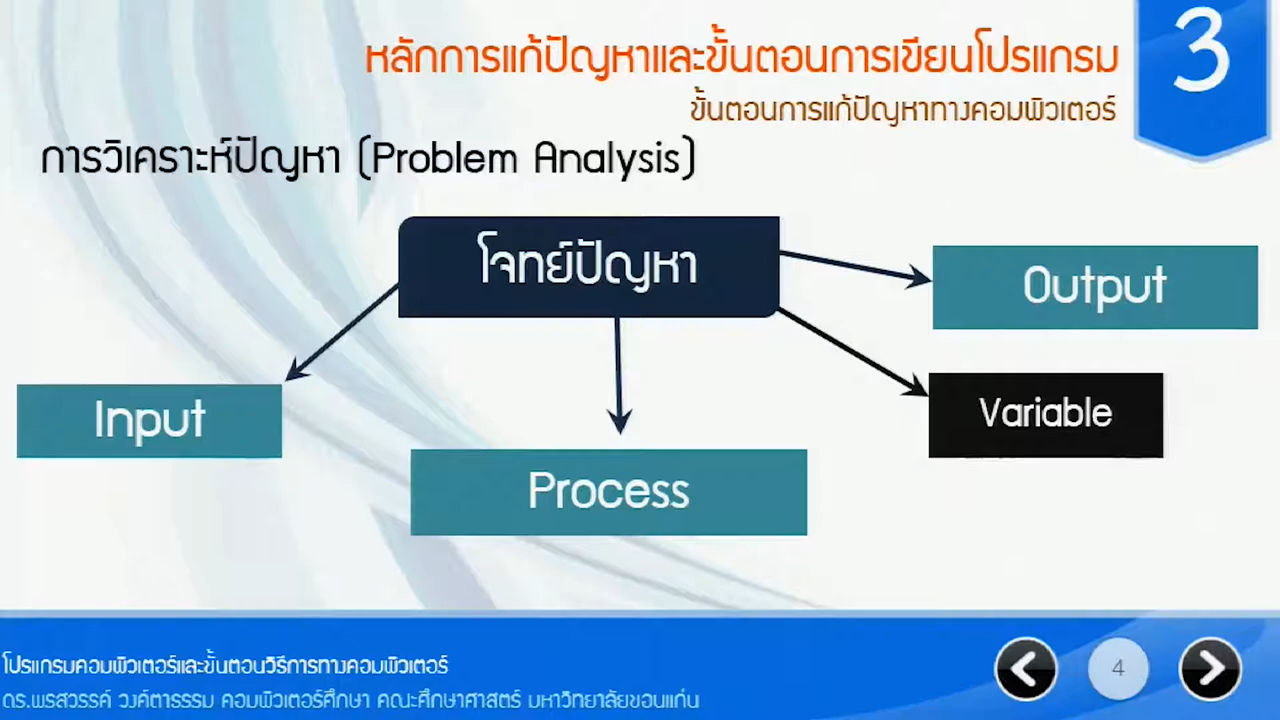 3
หลักการแก้ปัญหาและขั้นตอนการเขียนโปรแกรม
ขั้นตอนการแก้ปัญหาทางคอมพิวเตอร์
การวิเคราะห์ปัญหา (Problem Analysis)
โจทย์ปัญหา
Output
Input
Variable
Process
โปรแกรมคอมพิวเตอร์และขั้นตอนวิธีการทางคอมพิวเตอร์
ดร.พรสวรรค์ วงค์ตาธรรม คอมพิวเตอร์ศึกษา คณะศึกษาศาสตร์ มหาวิทยาลัยขอนแก่น
4